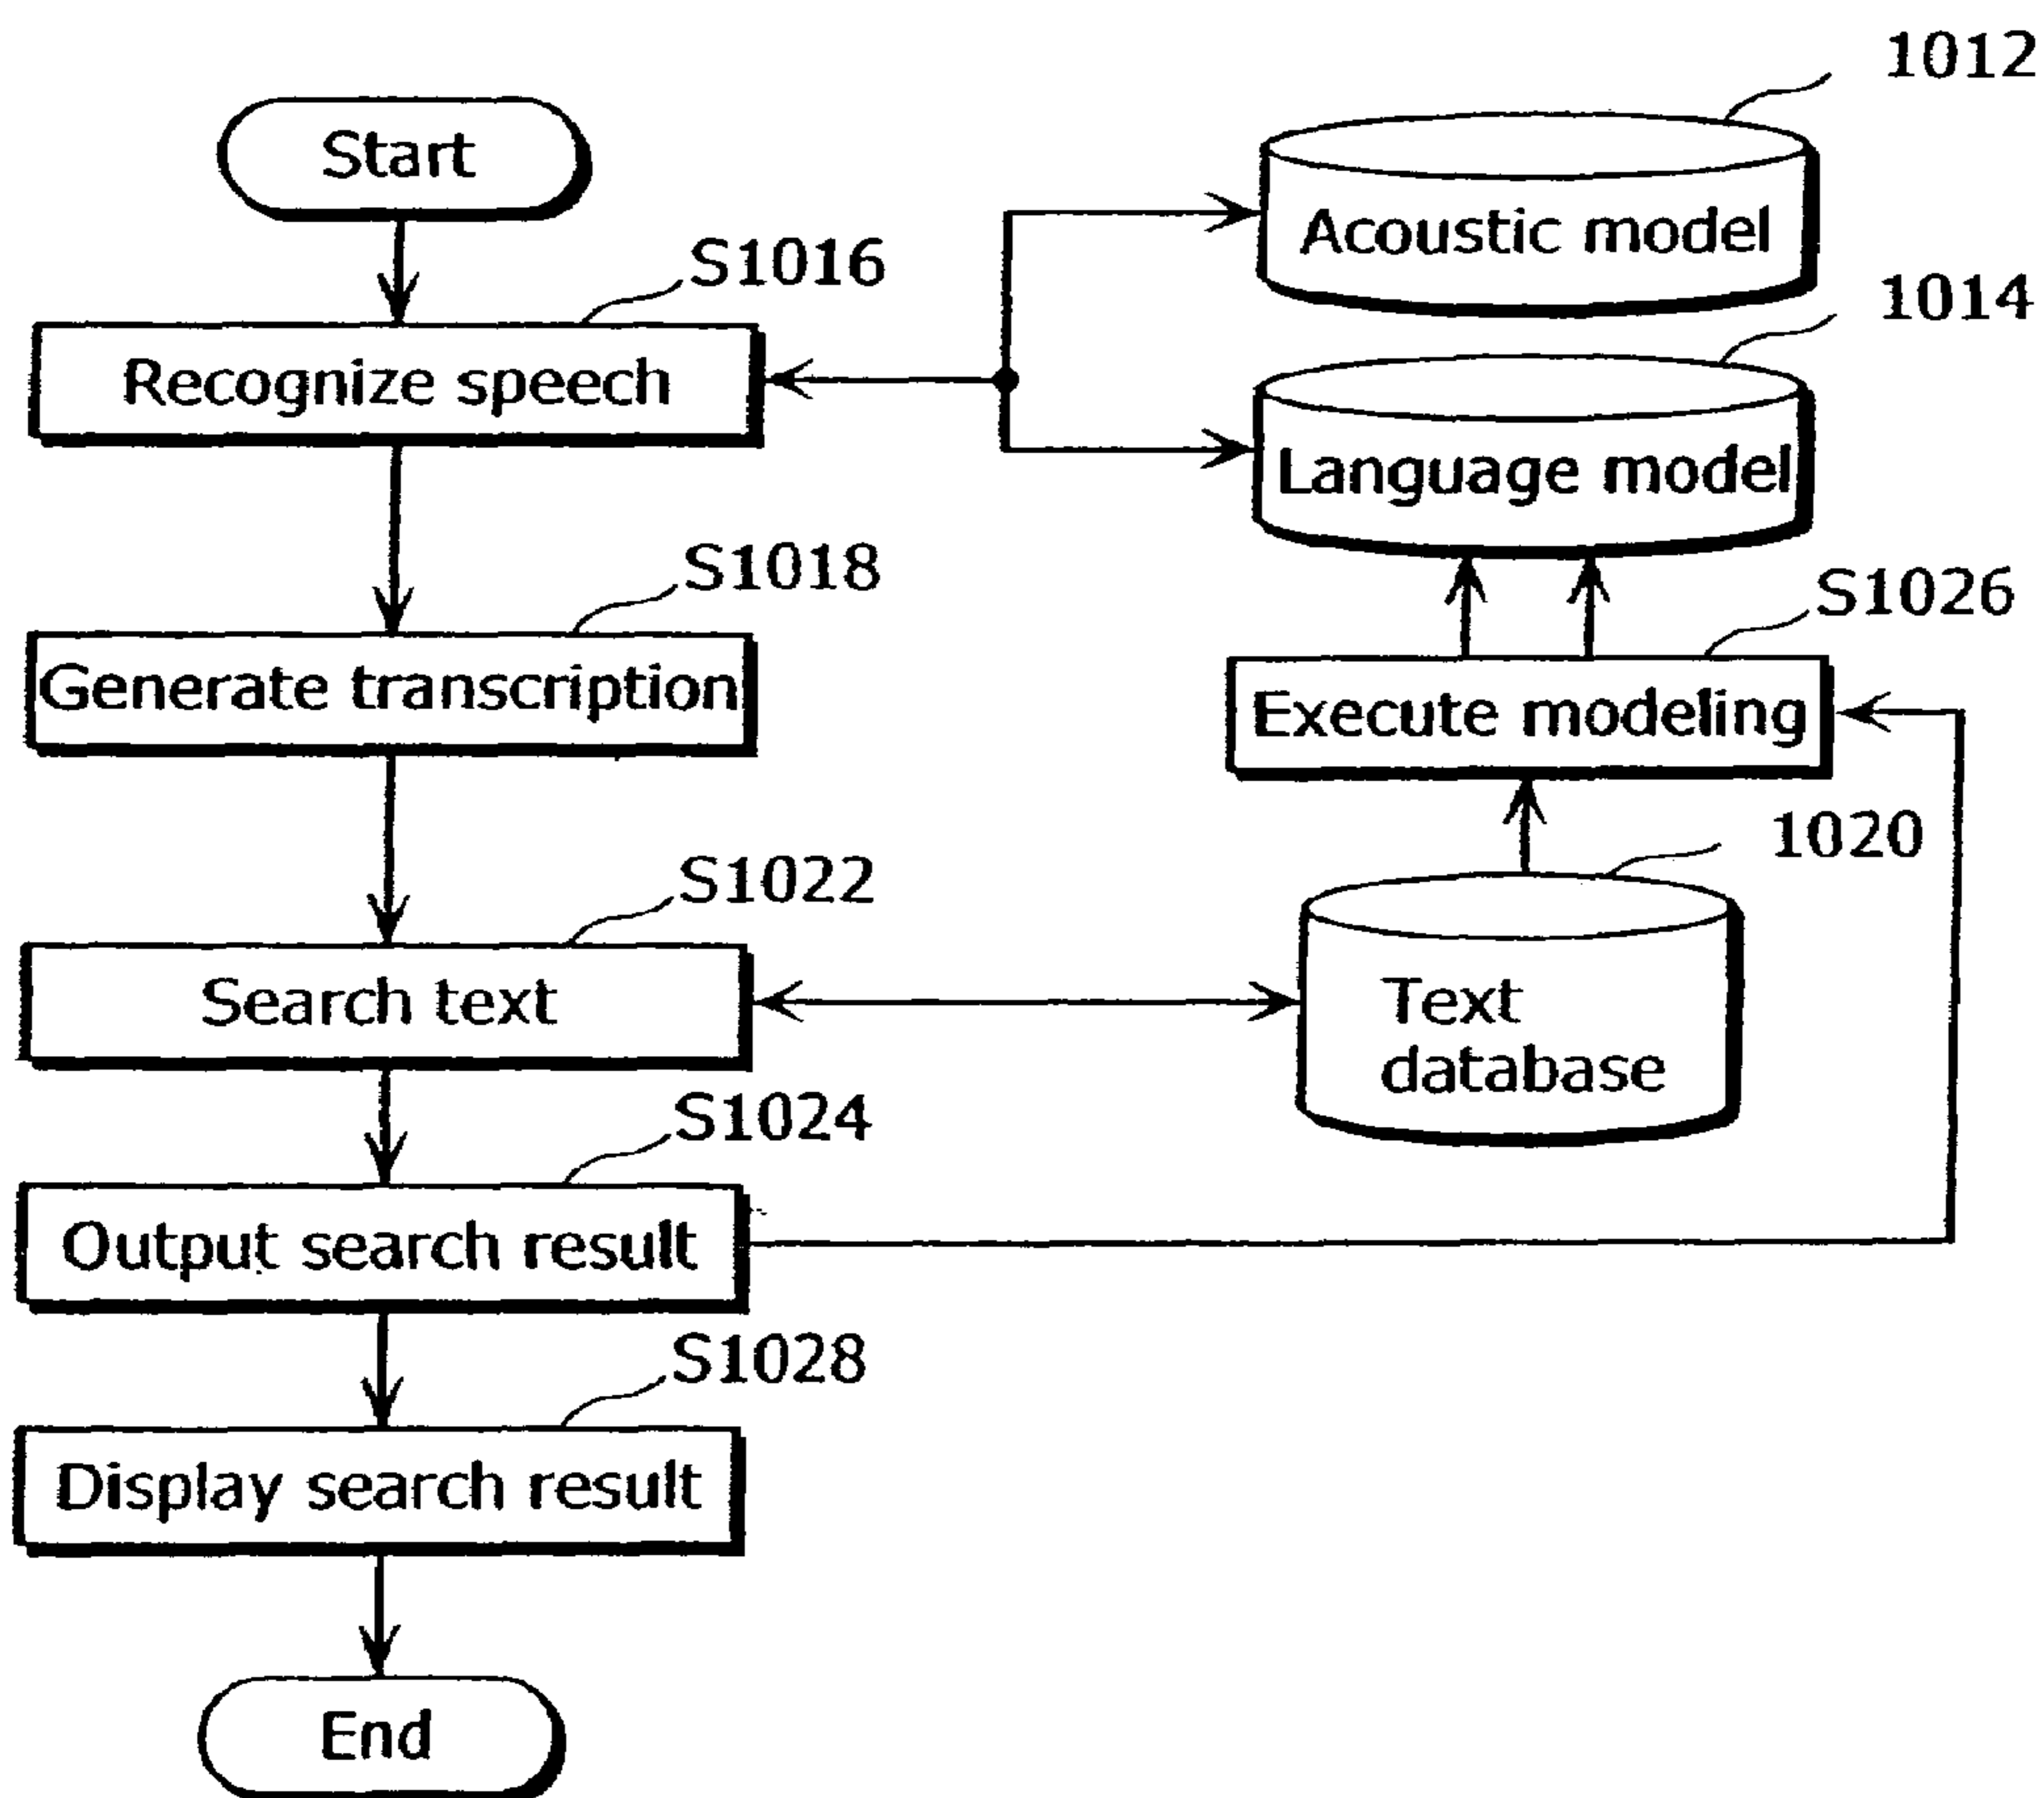 1012
Start
Acoustic model
S1016
1014
Recognize speech
Language model
S1018
S1026
Generate transcription
Execute modeling
1020
S1022
Search text
Text
database
S1024
Output search result
S1028
Display search result
End